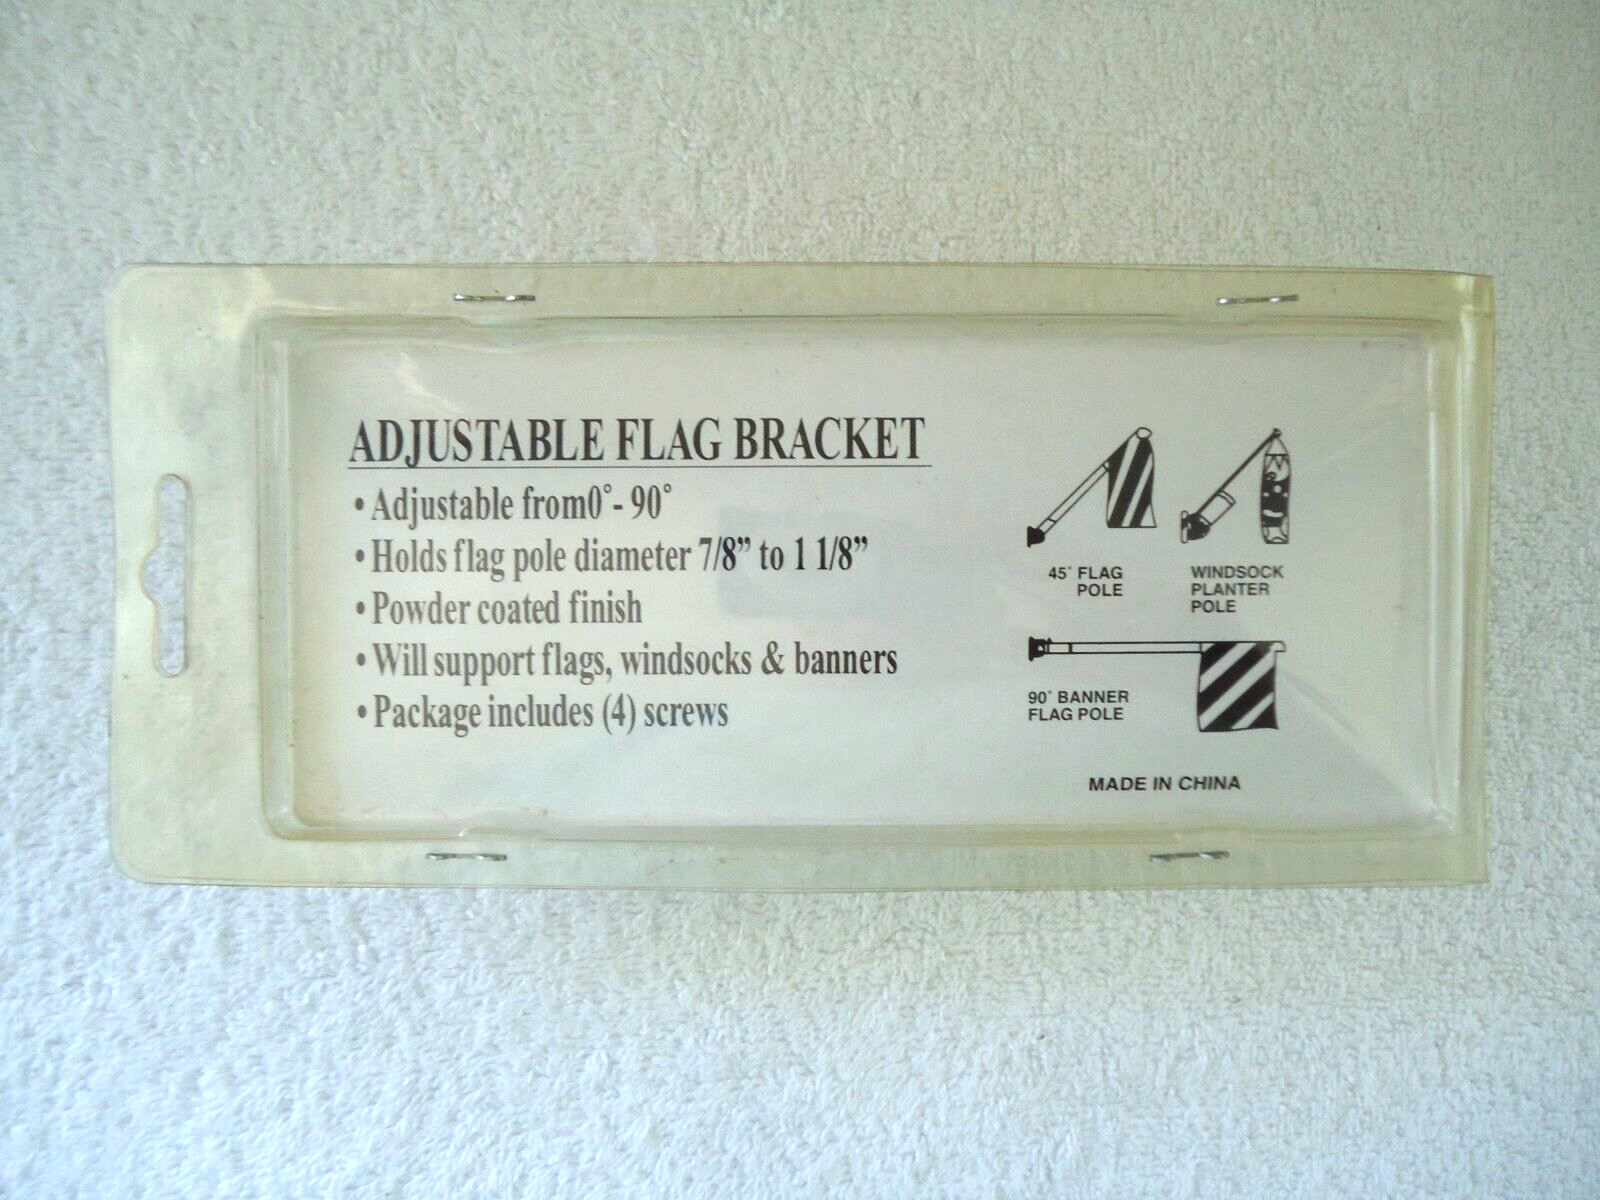 ADJUSTABLE FLAG BRACKET
• Adjustable from0°- 90°
• Holds flag pole diameter 7/8” to 1 1/8”
• Powder coated finish
• Will support flags, windsocks & banners
• Package includes (4) screws
45° FLAG
POLE
WINDSOCK
PLANTER
POLE
90° BANNER
FLAG POLE
MADE IN CHINA